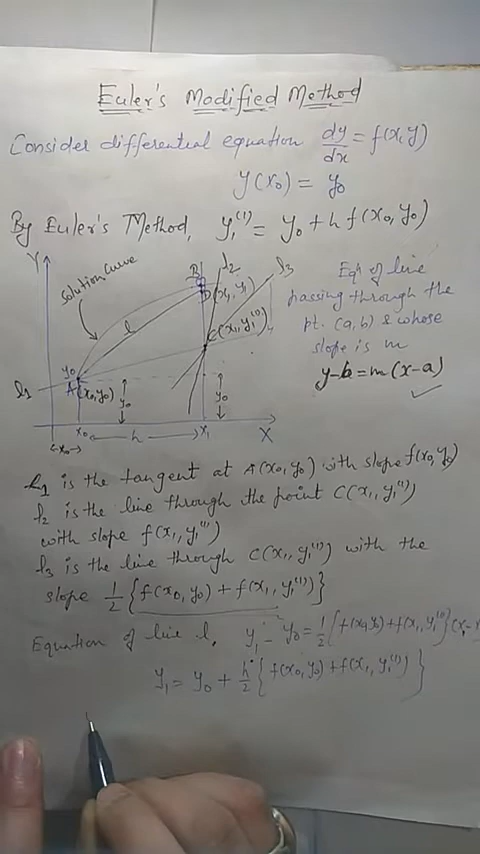 Euler's Modified Method
Consider differential equation dy/dx = f(x,y)
y(x₀) = y₀
By Euler's Method, y₁⁽¹⁾ = y₀ + h f(x₀, y₀)
Y
Solution curve
B
l₂
l₃
D(x₁, y₁)
l
C(x₁, y₁⁽¹⁾)
y₀
l₁
A(x₀, y₀)
y₀
y₀
x₀
h
x₁
X
x₀
Eqn of line
passing through the
pt. (a, b) & whose
slope is m
y-b = m(x-a)
l₁ is the tangent at A(x₀, y₀) with slope f(x₀, y₀)
l₂ is the line through the point C(x₁, y₁⁽¹⁾)
with slope f(x₁, y₁⁽¹⁾)
l₃ is the line through C(x₁, y₁⁽¹⁾) with the
slope 1/2 {f(x₀, y₀) + f(x₁, y₁⁽¹⁾)}
Equation of line l, y₁ - y₀ = 1/2 {f(x₀, y₀) + f(x₁, y₁⁽¹⁾)} (x₁-
y₁ = y₀ + h/2 {f(x₀, y₀) + f(x₁, y₁⁽¹⁾)}